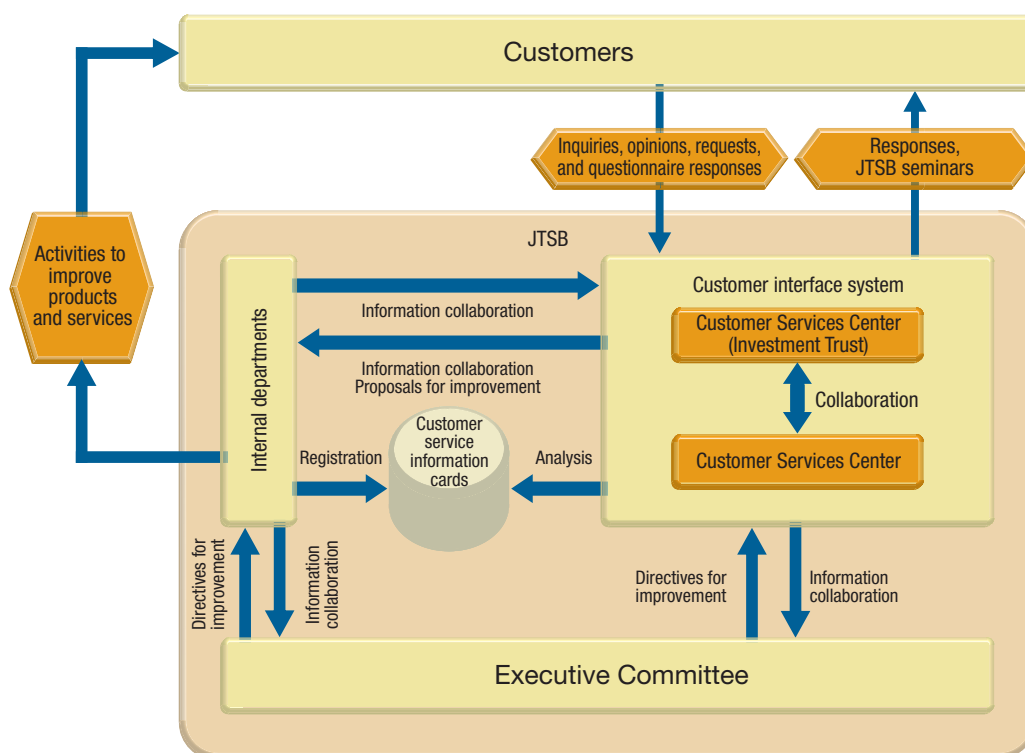 Customers
Inquiries, opinions, requests,
and questionnaire responses
Responses,
JTSB seminars
Activities to
improve
products
and services
JTSB
Internal departments
Information collaboration
Information collaboration
Proposals for improvement
Customer interface system
Customer Services Center
(Investment Trust)
Collaboration
Customer Services Center
Registration
Customer
service
information
cards
Analysis
Directives for
improvement
Information
collaboration
Directives for
improvement
Information
collaboration
Executive Committee